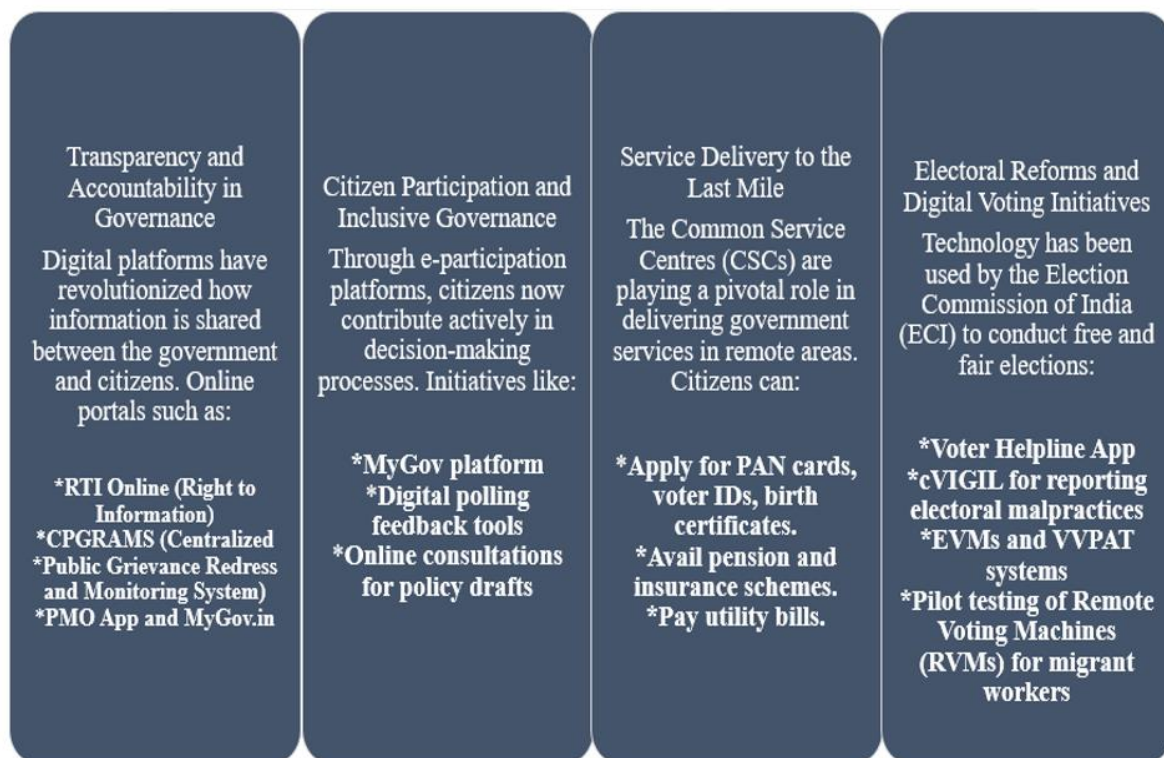 Transparency and
Accountability in
Governance
Digital platforms have
revolutionized how
information is shared
between the government
and citizens. Online
portals such as:
*RTI Online (Right to
Information)
*CPGRAMS (Centralized
*Public Grievance Redress
and Monitoring System)
*PMO App and MyGov.in
Citizen Participation and
Inclusive Governance
Through e-participation
platforms, citizens now
contribute actively in
decision-making
processes. Initiatives like:
*MyGov platform
*Digital polling
feedback tools
*Online consultations
for policy drafts
Service Delivery to the
Last Mile
The Common Service
Centres (CSCs) are
playing a pivotal role in
delivering government
services in remote areas.
Citizens can:
*Apply for PAN cards,
voter IDs, birth
certificates.
*Avail pension and
insurance schemes.
*Pay utility bills.
Electoral Reforms and
Digital Voting Initiatives
Technology has been
used by the Election
Commission of India
(ECI) to conduct free and
fair elections:
*Voter Helpline App
*cVIGIL for reporting
electoral malpractices
*EVMs and VVPAT
systems
*Pilot testing of Remote
Voting Machines
(RVMs) for migrant
workers